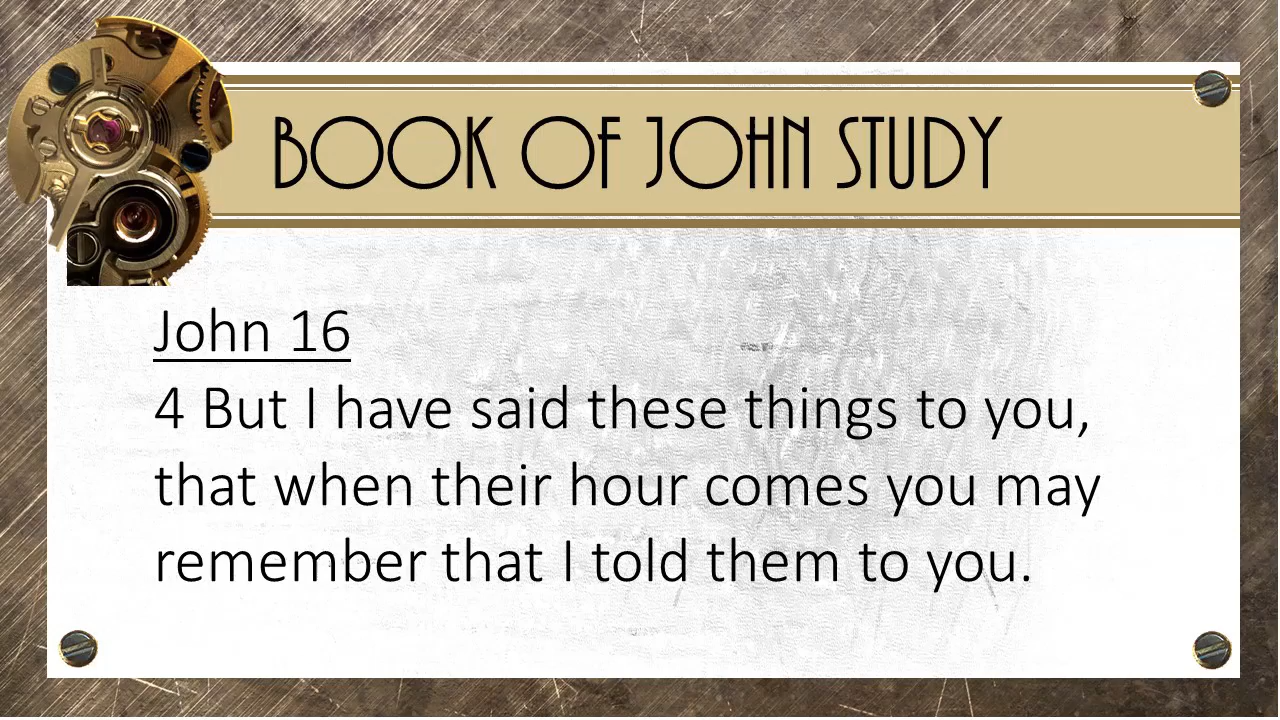 BOOK OF JOHN STUDY
John 16
4 But I have said these things to you,
that when their hour comes you may
remember that I told them to you.